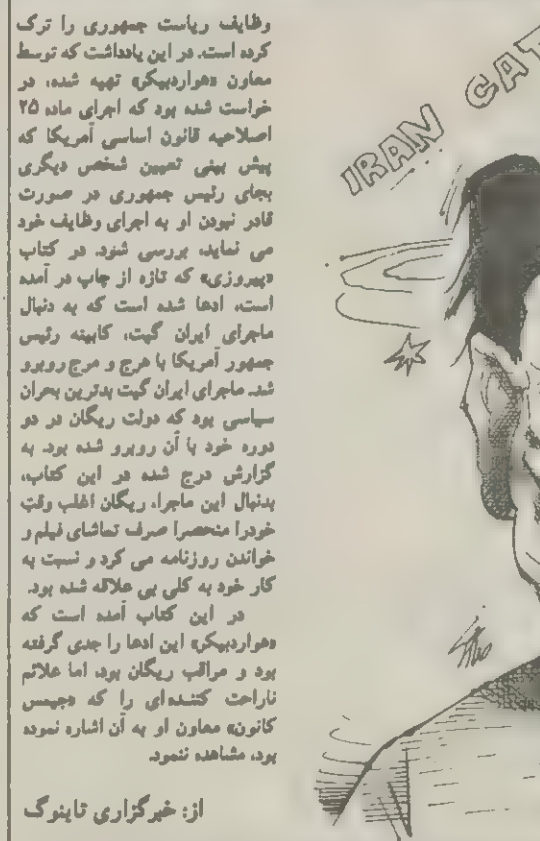 وظایف ریاست جمهوری را ترک
کرده است. در این یادداشت که توسط
معاون «هواردبیکر» تهیه شده، در
خواست شده بود که اجرای ماده ۲۵
اصلاحیه قانون اساسی آمریکا که
پیش بینی تعیین شخص دیگری
بجای رئیس جمهوری در صورت
قادر نبودن او به اجرای وظایف خود
می نماید، بررسی شود. در کتاب
«پیروزی» که تازه از چاپ در آمده
است، ادعا شده است که به دنبال
ماجرای ایران گیت، کابینه رئیس
جمهور آمریکا با هرج و مرج روبرو
شد. ماجرای ایران گیت بدترین بحران
سیاسی بود که دولت ریگان در دو
دوره خود با آن روبرو شده بود. به
گزارش درج شده در این کتاب،
بدنبال این ماجرا، ریگان اغلب وقت
خودرا منحصرا صرف تماشای فیلم و
خواندن روزنامه می کرد و نسبت به
کار خود به کلی بی علاقه شده بود.
در این کتاب آمده است که
«هواردبیکر» این ادعا را جدی گرفته
بود و مراقب ریگان بود، اما علائم
ناراحت کننده‌ای را که «جیمس
کانون» معاون او به آن اشاره نموده
بود، مشاهده ننمود.
از: خبرگزاری تاینوگ
IRAN GAT